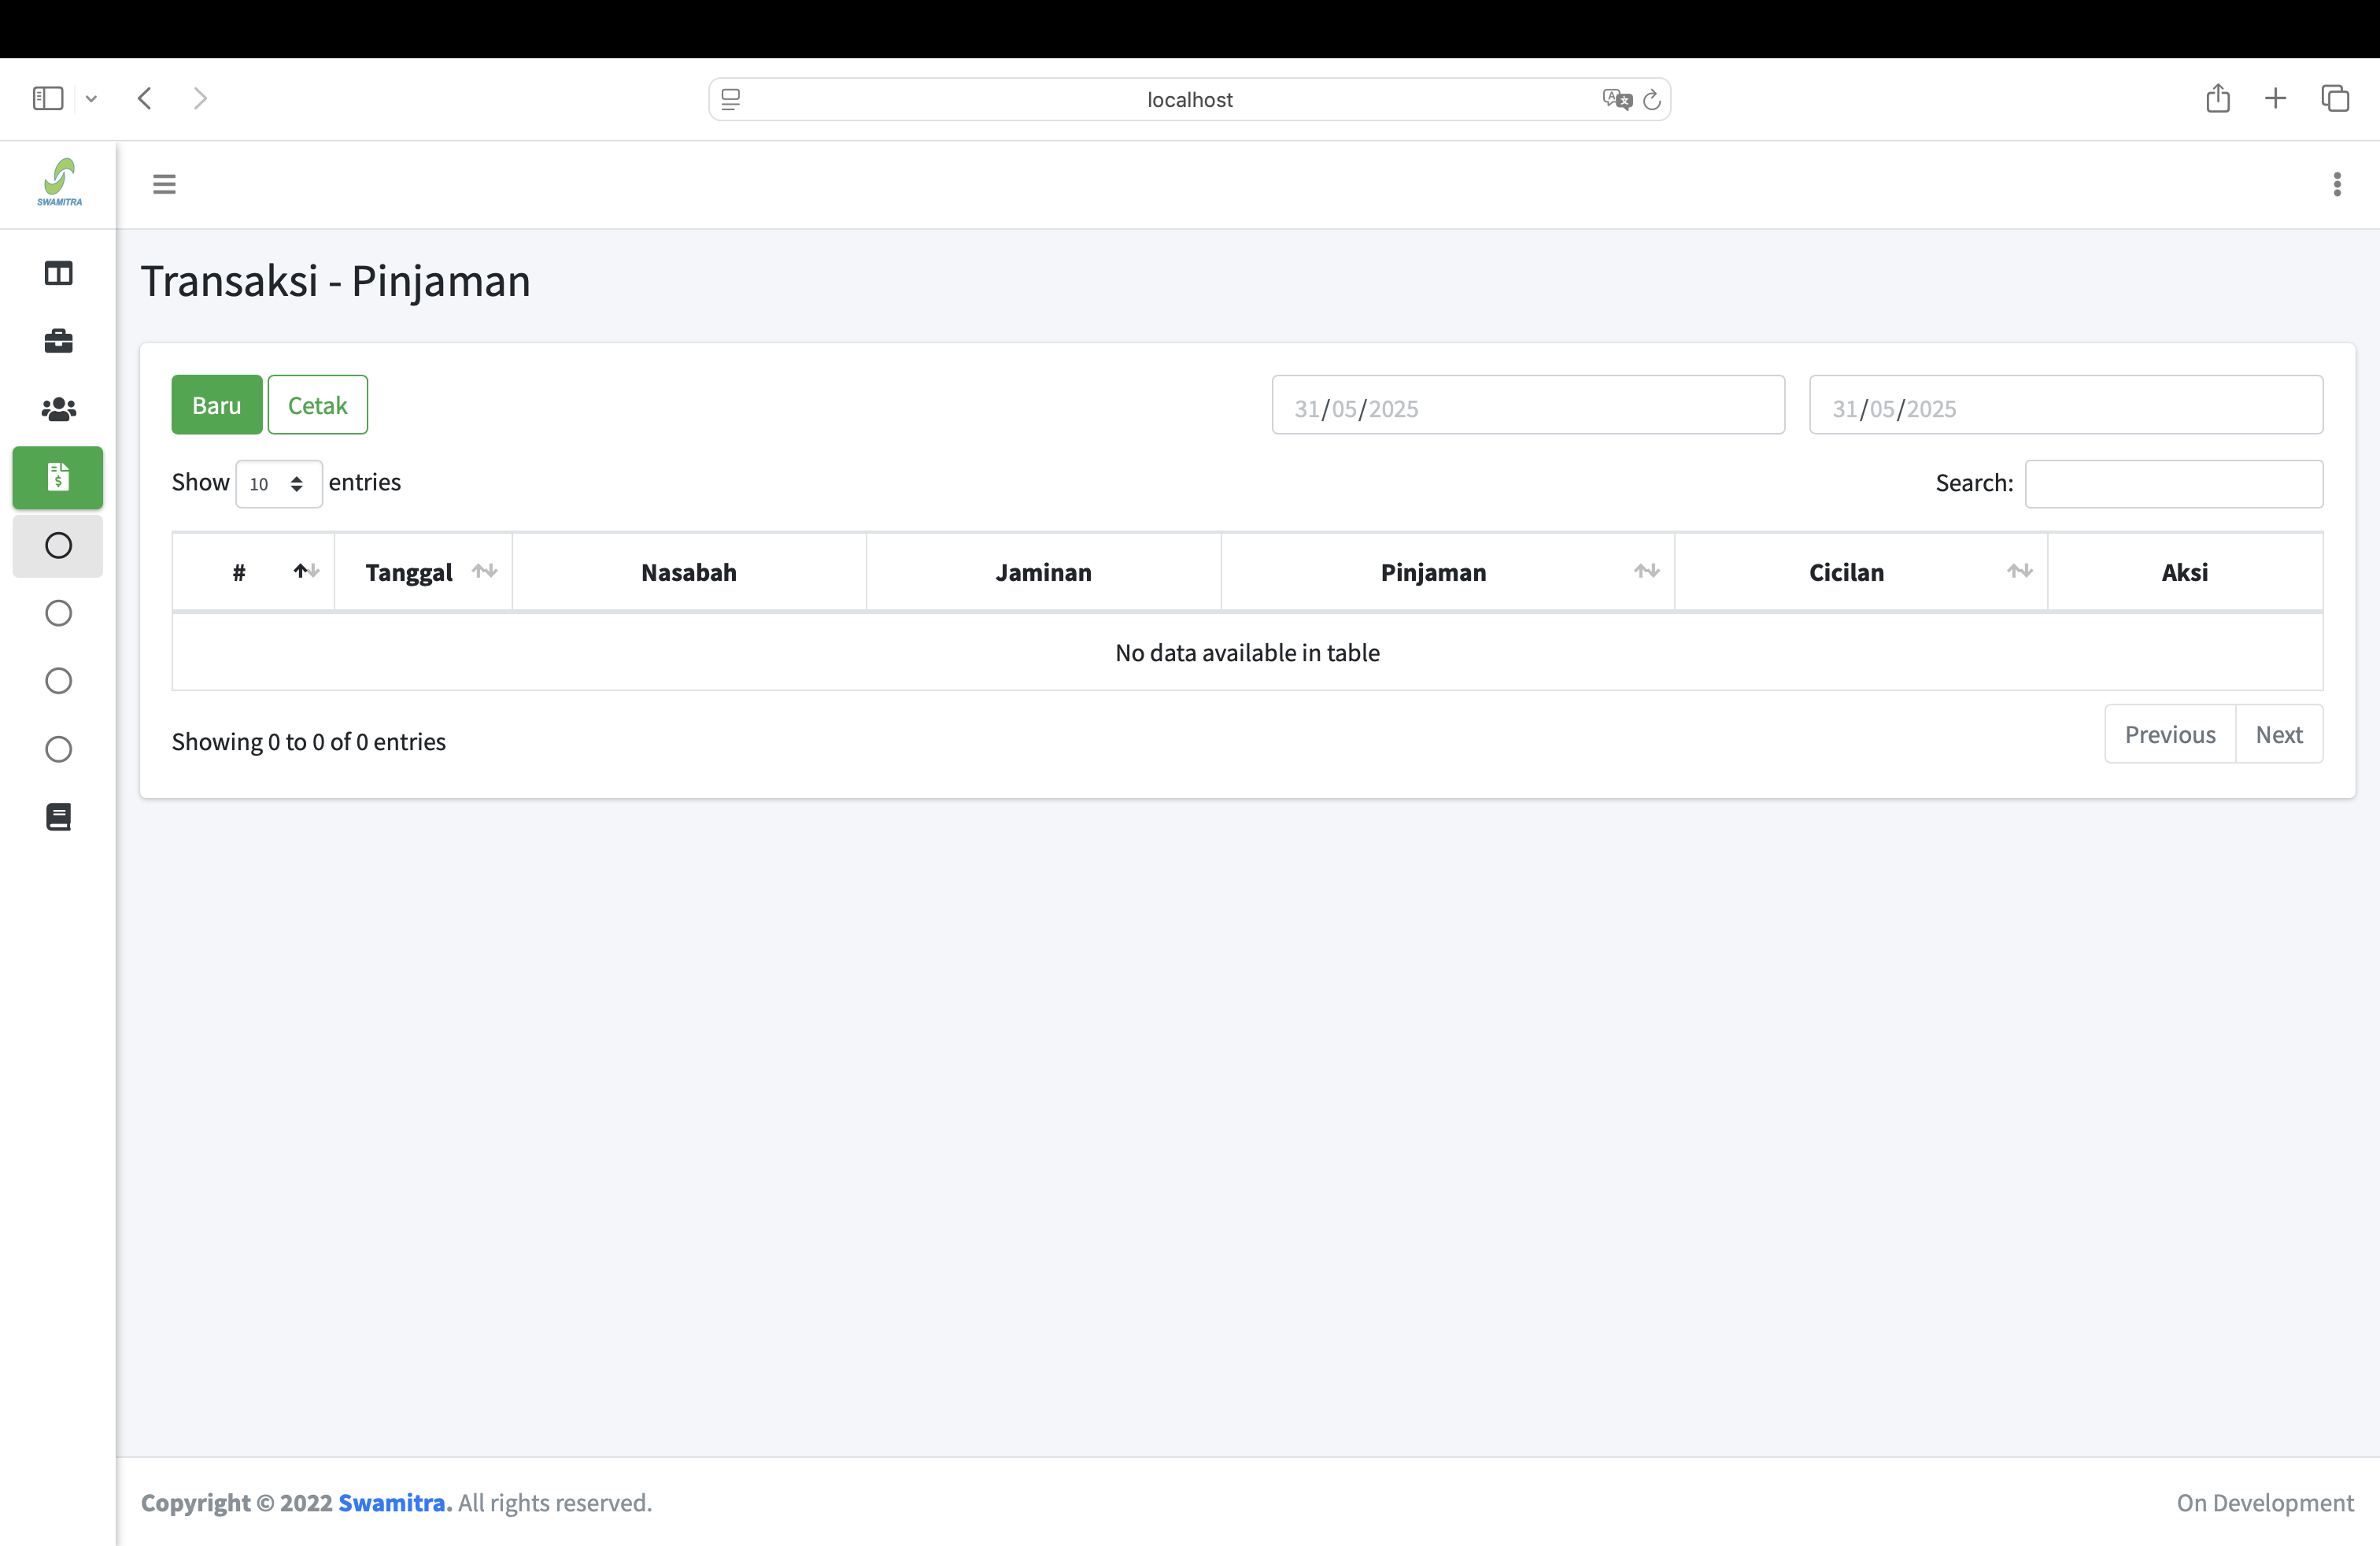 localhost
SWAMITRA
Transaksi - Pinjaman
Baru Cetak 31/05/2025 31/05/2025
Show 10 entries Search:
# Tanggal Nasabah Jaminan Pinjaman Cicilan Aksi
No data available in table
Showing 0 to 0 of 0 entries Previous Next
Copyright © 2022 Swamitra. All rights reserved. On Development